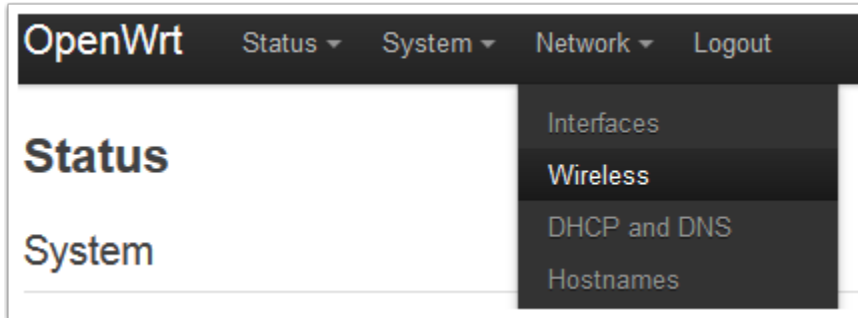 OpenWrt Status System Network Logout
Interfaces
Status
Wireless
DHCP and DNS
System
Hostnames